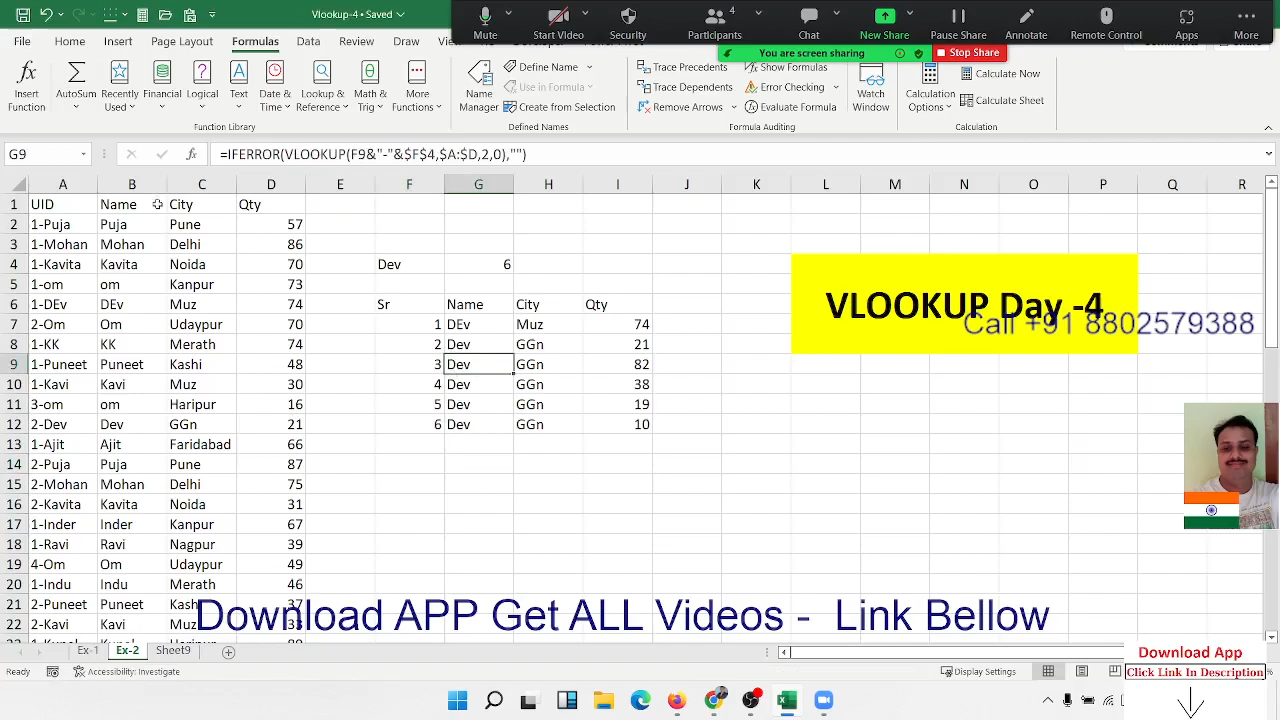 Vlookup-4 • Saved
Mute
Start Video
Security
4
Participants
Chat
New Share
Pause Share
Annotate
Remote Control
Apps
More
You are screen sharing
Stop Share
File Home Insert Page Layout Formulas Data Review View
Insert Function
AutoSum
Recently Used
Financial
Logical
Text
Date & Time
Lookup & Reference
Math & Trig
More Functions
Function Library
Name Manager
Define Name
Use in Formula
Create from Selection
Defined Names
Trace Precedents
Trace Dependents
Remove Arrows
Show Formulas
Error Checking
Evaluate Formula
Formula Auditing
Watch Window
Calculation Options
Calculate Now
Calculate Sheet
Calculation
G9 fx =IFERROR(VLOOKUP(F9&"-"&$F$4,$A:$D,2,0),"")
A B C D E F G H I J K L M N O P Q R
1 UID Name City Qty
2 1-Puja Puja Pune 57
3 1-Mohan Mohan Delhi 86
4 1-Kavita Kavita Noida 70 Dev 6
5 1-om om Kanpur 73
6 1-DEv DEv Muz 74 Sr Name City Qty
7 2-Om Om Udaypur 70 1 DEv Muz 74
8 1-KK KK Merath 74 2 Dev GGn 21
9 1-Puneet Puneet Kashi 48 3 Dev GGn 82
10 1-Kavi Kavi Muz 30 4 Dev GGn 38
11 3-om om Haripur 16 5 Dev GGn 19
12 2-Dev Dev GGn 21 6 Dev GGn 10
13 1-Ajit Ajit Faridabad 66
14 2-Puja Puja Pune 87
15 2-Mohan Mohan Delhi 75
16 2-Kavita Kavita Noida 31
17 1-Inder Inder Kanpur 67
18 1-Ravi Ravi Nagpur 39
19 4-Om Om Udaypur 56
20 1-Indu Indu Merath 46
21 2-Puneet Puneet Kash 37
22 2-Kavi Kavi Muz
VLOOKUP Day -4
Call +91 8802579388
Download APP Get ALL Videos - Link Bellow
Ex-1 Ex-2 Sheet9
Download App
Click Link In Description
Ready Accessibility: Investigate Display Settings